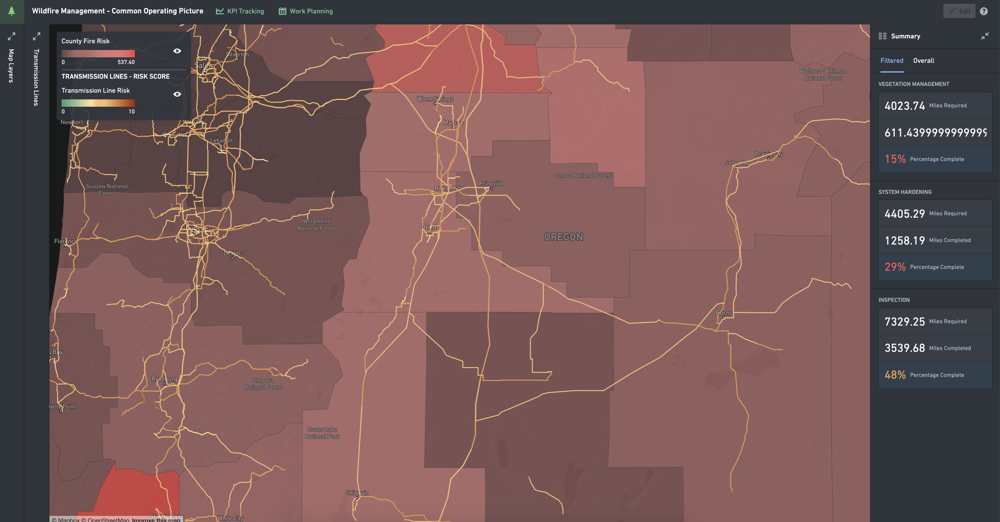 Wildfire Management - Common Operating Picture
KPI Tracking
Work Planning
Edit
?
Map Layers
Transmission Lines
County Fire Risk
0
537.40
TRANSMISSION LINES - RISK SCORE
Transmission Line Risk
0
10
Silverton
Salem
Newport
Albany
Corvallis
Lebanon
Siuslaw National
Forest
Eugene
Florence
Dexter
Willamette
National Forest
Warm Springs
Madras
Redmond
Prineville
Bend
Ochoco National Forest
OREGON
Wallowa-Whitman
National Forest
Prairie City
John Day
Burns
s Bay
Roseburg
Umpqua
National Forest
yrtle Point
Crater Lake
National Park
Chiloquin
Grants Pass
White City
© Mapbox © OpenStreetMap Improve this map
Summary
Filtered
Overall
VEGETATION MANAGEMENT
4023.74 Miles Required
611.4399999999999
15% Percentage Complete
SYSTEM HARDENING
4405.29 Miles Required
1258.19 Miles Completed
29% Percentage Complete
INSPECTION
7329.25 Miles Required
3539.68 Miles Completed
48% Percentage Complete